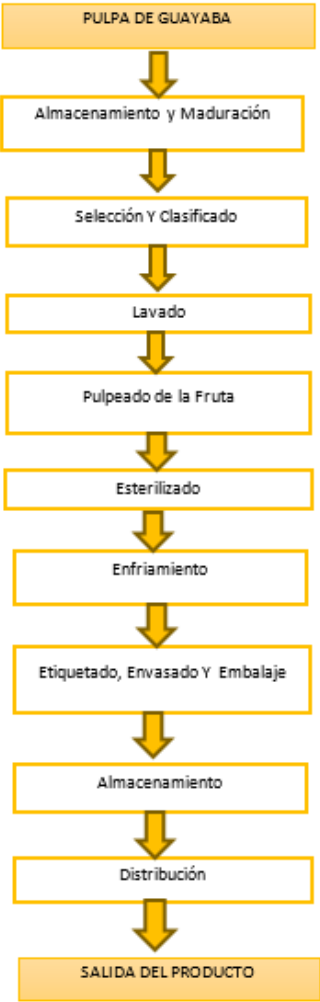 PULPA DE GUAYABA
Almacenamiento y Maduración
Selección Y Clasificado
Lavado
Pulpeado de la Fruta
Esterilizado
Enfriamiento
Etiquetado, Envasado Y Embalaje
Almacenamiento
Distribución
SALIDA DEL PRODUCTO